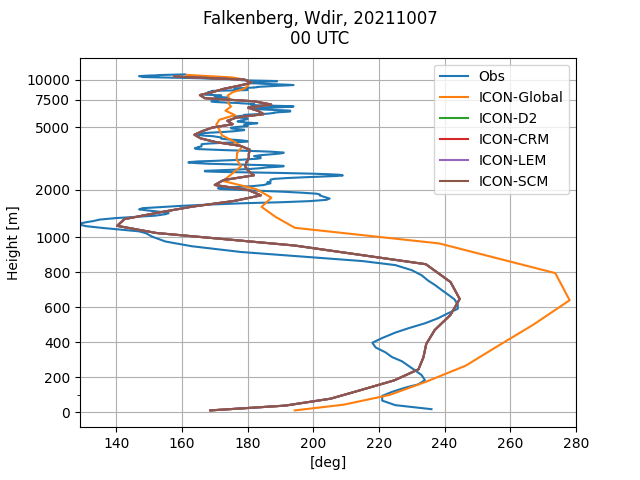 Falkenberg, Wdir, 20211007
00 UTC
Obs
ICON-Global
ICON-D2
ICON-CRM
ICON-LEM
ICON-SCM
Height [m]
10000
7500
5000
2000
1000
800
600
400
200
0
140 160 180 200 220 240 260 280
[deg]